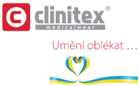 C clinitex®
medicalwear
Umění oblékat ...